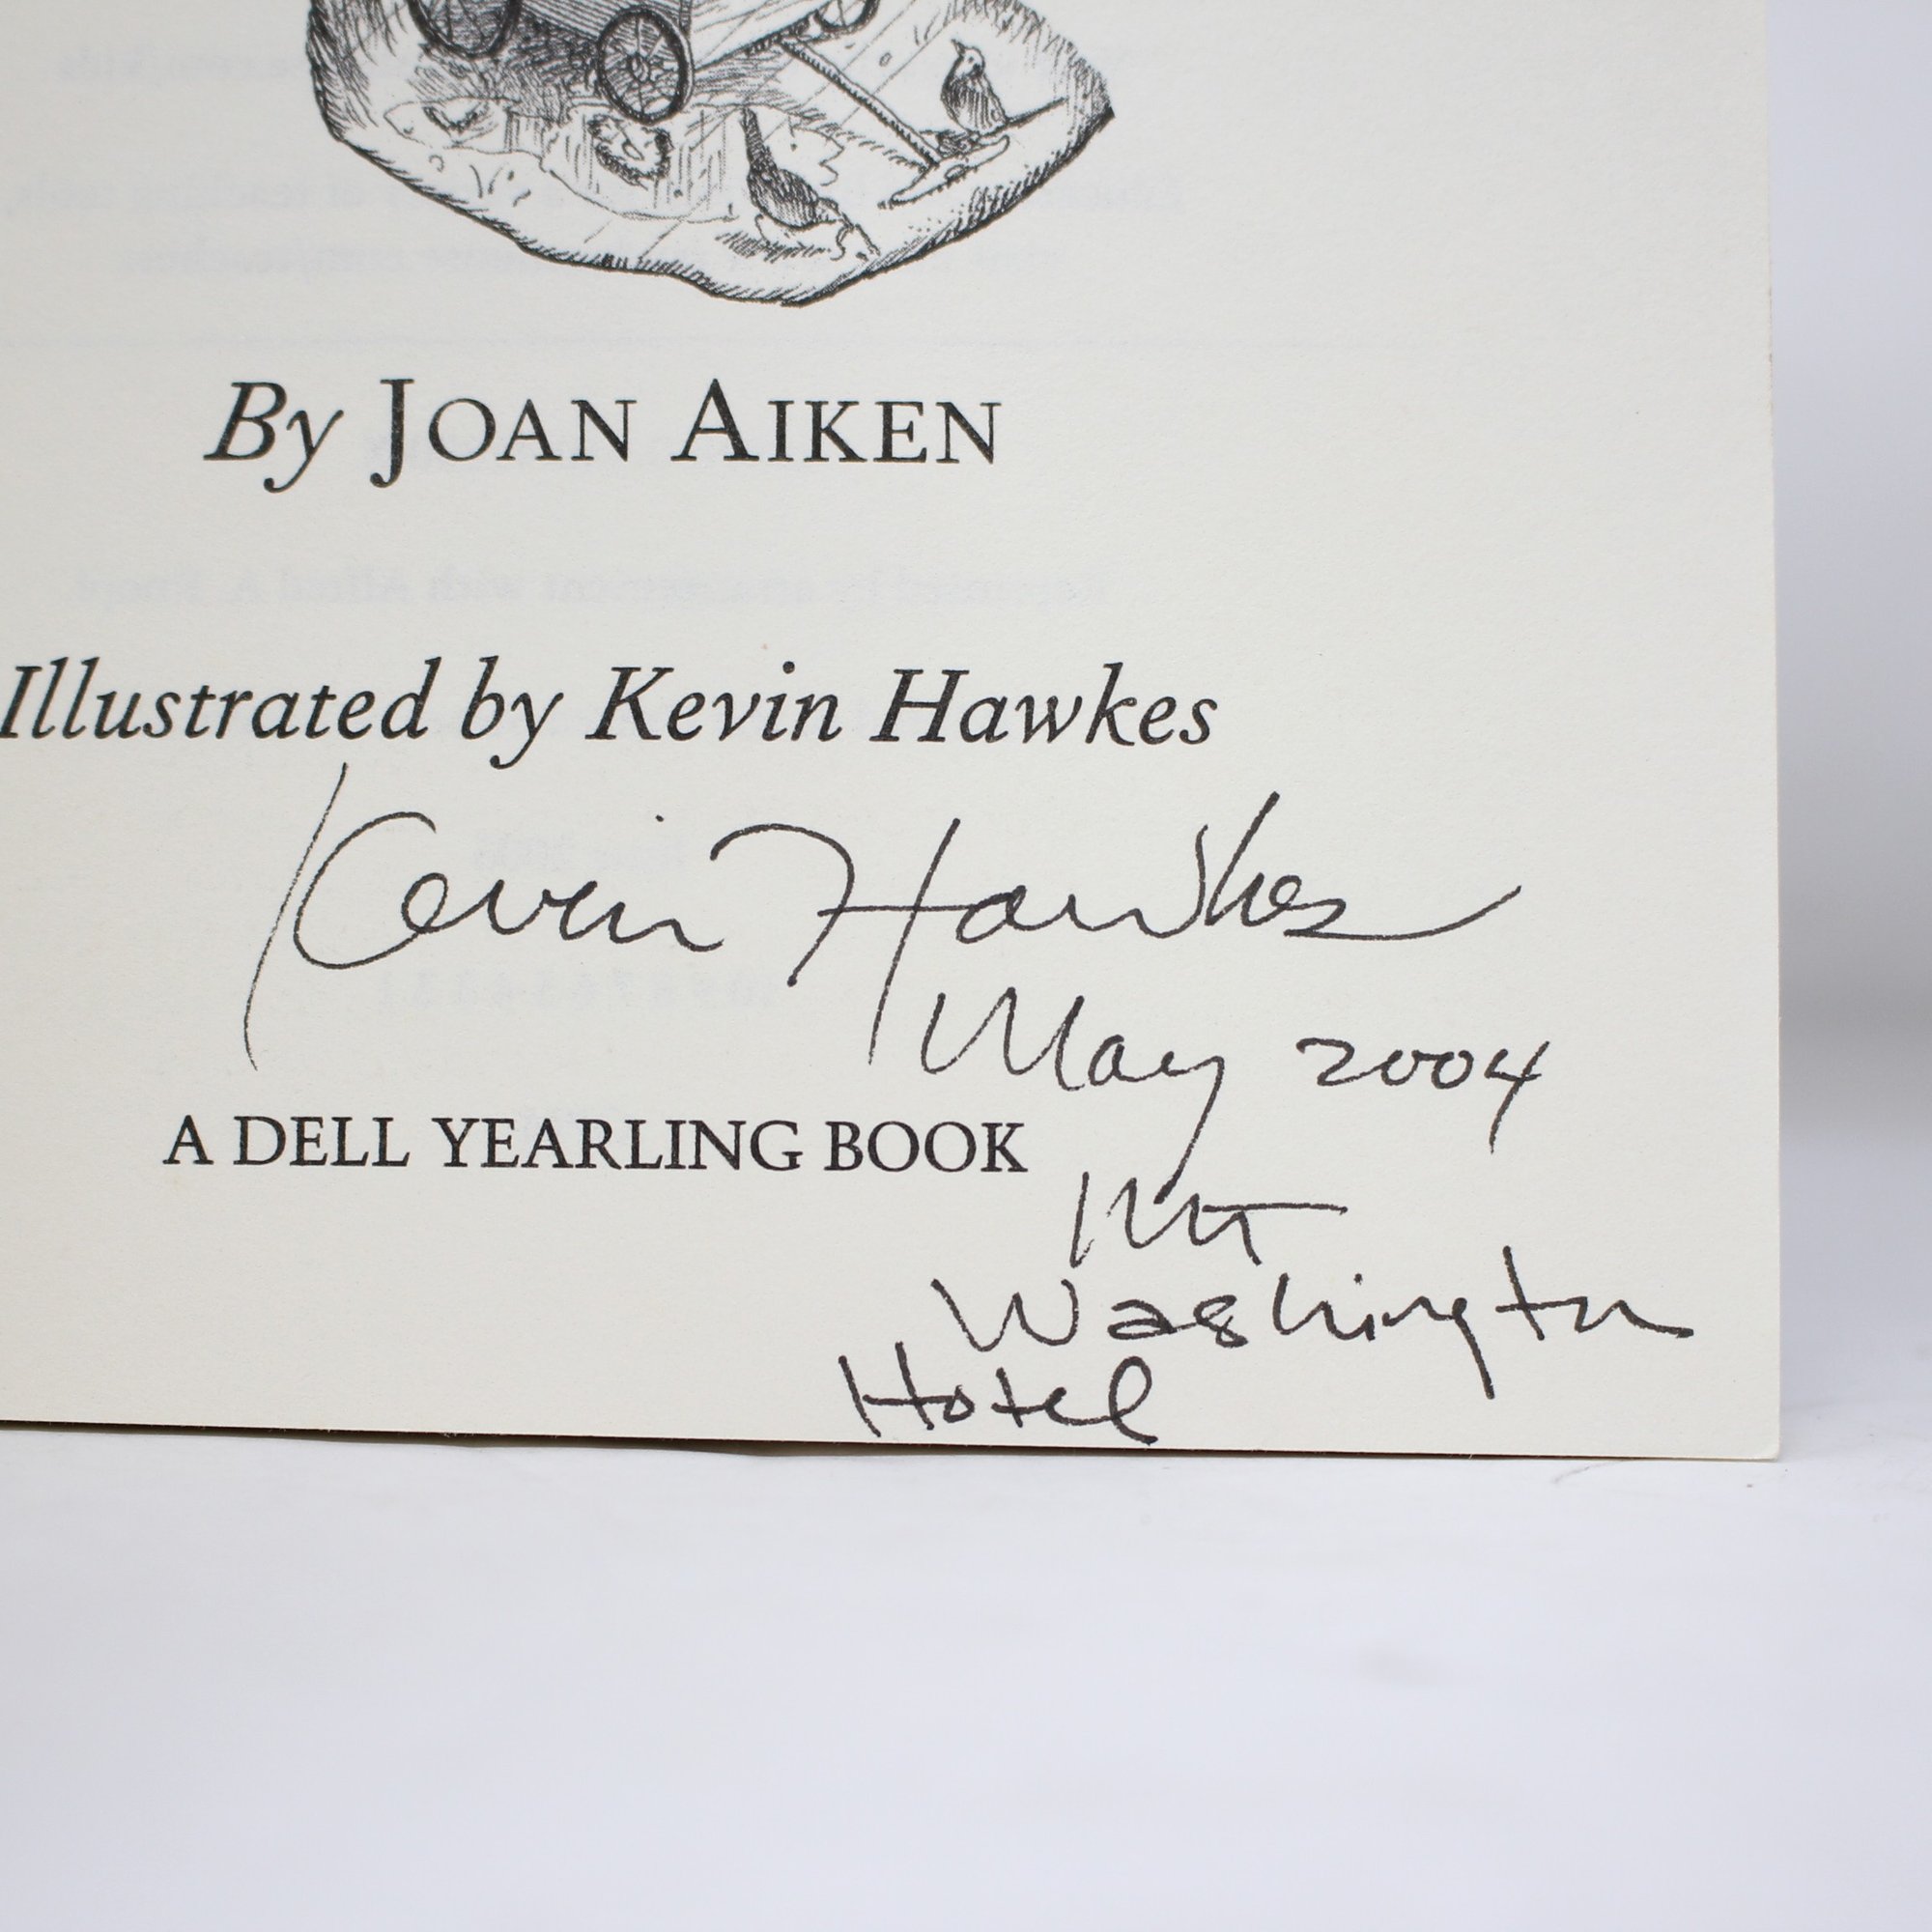 By JOAN AIKEN
Illustrated by Kevin Hawkes
Kevin Hawkes
May 2004
A DELL YEARLING BOOK
Mt
Washington
Hotel